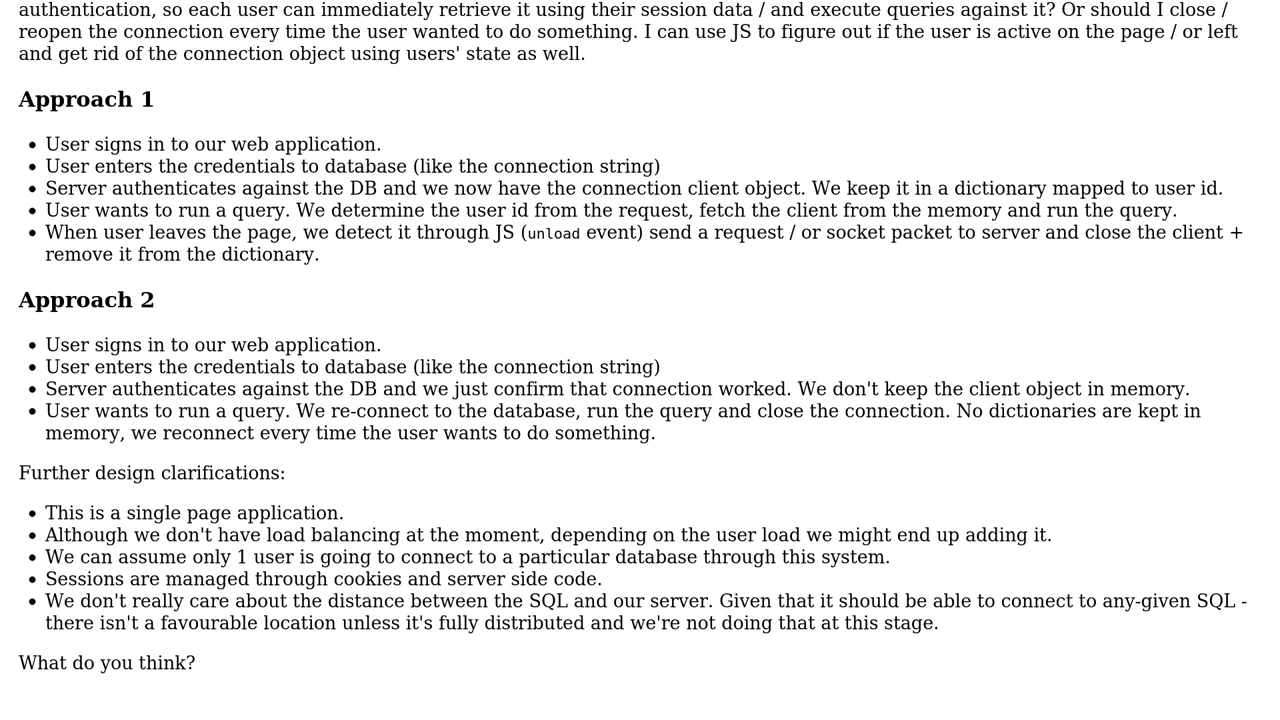 authentication, so each user can immediately retrieve it using their session data / and execute queries against it? Or should I close /
reopen the connection every time the user wanted to do something. I can use JS to figure out if the user is active on the page / or left
and get rid of the connection object using users' state as well.
Approach 1
• User signs in to our web application.
• User enters the credentials to database (like the connection string)
• Server authenticates against the DB and we now have the connection client object. We keep it in a dictionary mapped to user id.
• User wants to run a query. We determine the user id from the request, fetch the client from the memory and run the query.
• When user leaves the page, we detect it through JS (unload event) send a request / or socket packet to server and close the client +
remove it from the dictionary.
Approach 2
• User signs in to our web application.
• User enters the credentials to database (like the connection string)
• Server authenticates against the DB and we just confirm that connection worked. We don't keep the client object in memory.
• User wants to run a query. We re-connect to the database, run the query and close the connection. No dictionaries are kept in
memory, we reconnect every time the user wants to do something.
Further design clarifications:
• This is a single page application.
• Although we don't have load balancing at the moment, depending on the user load we might end up adding it.
• We can assume only 1 user is going to connect to a particular database through this system.
• Sessions are managed through cookies and server side code.
• We don't really care about the distance between the SQL and our server. Given that it should be able to connect to any-given SQL -
there isn't a favourable location unless it's fully distributed and we're not doing that at this stage.
What do you think?